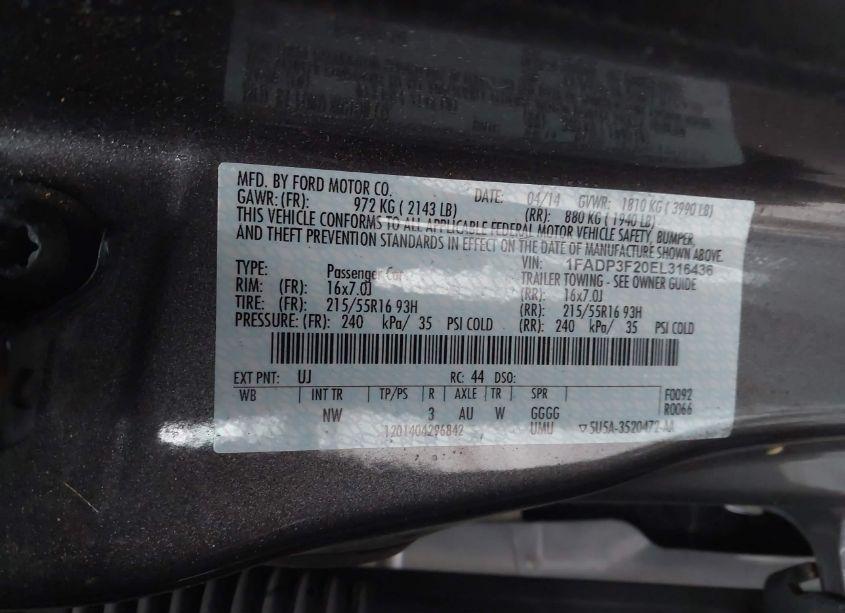 MFD. BY FORD MOTOR CO. DATE: 04/14 GVWR: 1810 KG ( 3990 LB)
GAWR: (FR): 972 KG ( 2143 LB) (RR): 880 KG ( 1940 LB)
THIS VEHICLE CONFORMS TO ALL APPLICABLE FEDERAL MOTOR VEHICLE SAFETY, BUMPER,
AND THEFT PREVENTION STANDARDS IN EFFECT ON THE DATE OF MANUFACTURE SHOWN ABOVE.
VIN: 1FADP3F20EL316436
TYPE: Passenger Car TRAILER TOWING - SEE OWNER GUIDE
RIM: (FR): 16x7.0J (RR): 16x7.0J
TIRE: (FR): 215/55R16 93H (RR): 215/55R16 93H
PRESSURE: (FR): 240 kPa/ 35 PSI COLD (RR): 240 kPa/ 35 PSI COLD
EXT PNT: UJ RC: 44 DSO:
WB INT TR TP/PS R AXLE TR SPR F0092
NW 3 AU W GGGG R0066
1201404296842 UMU ▽5U5A-3520472-AA